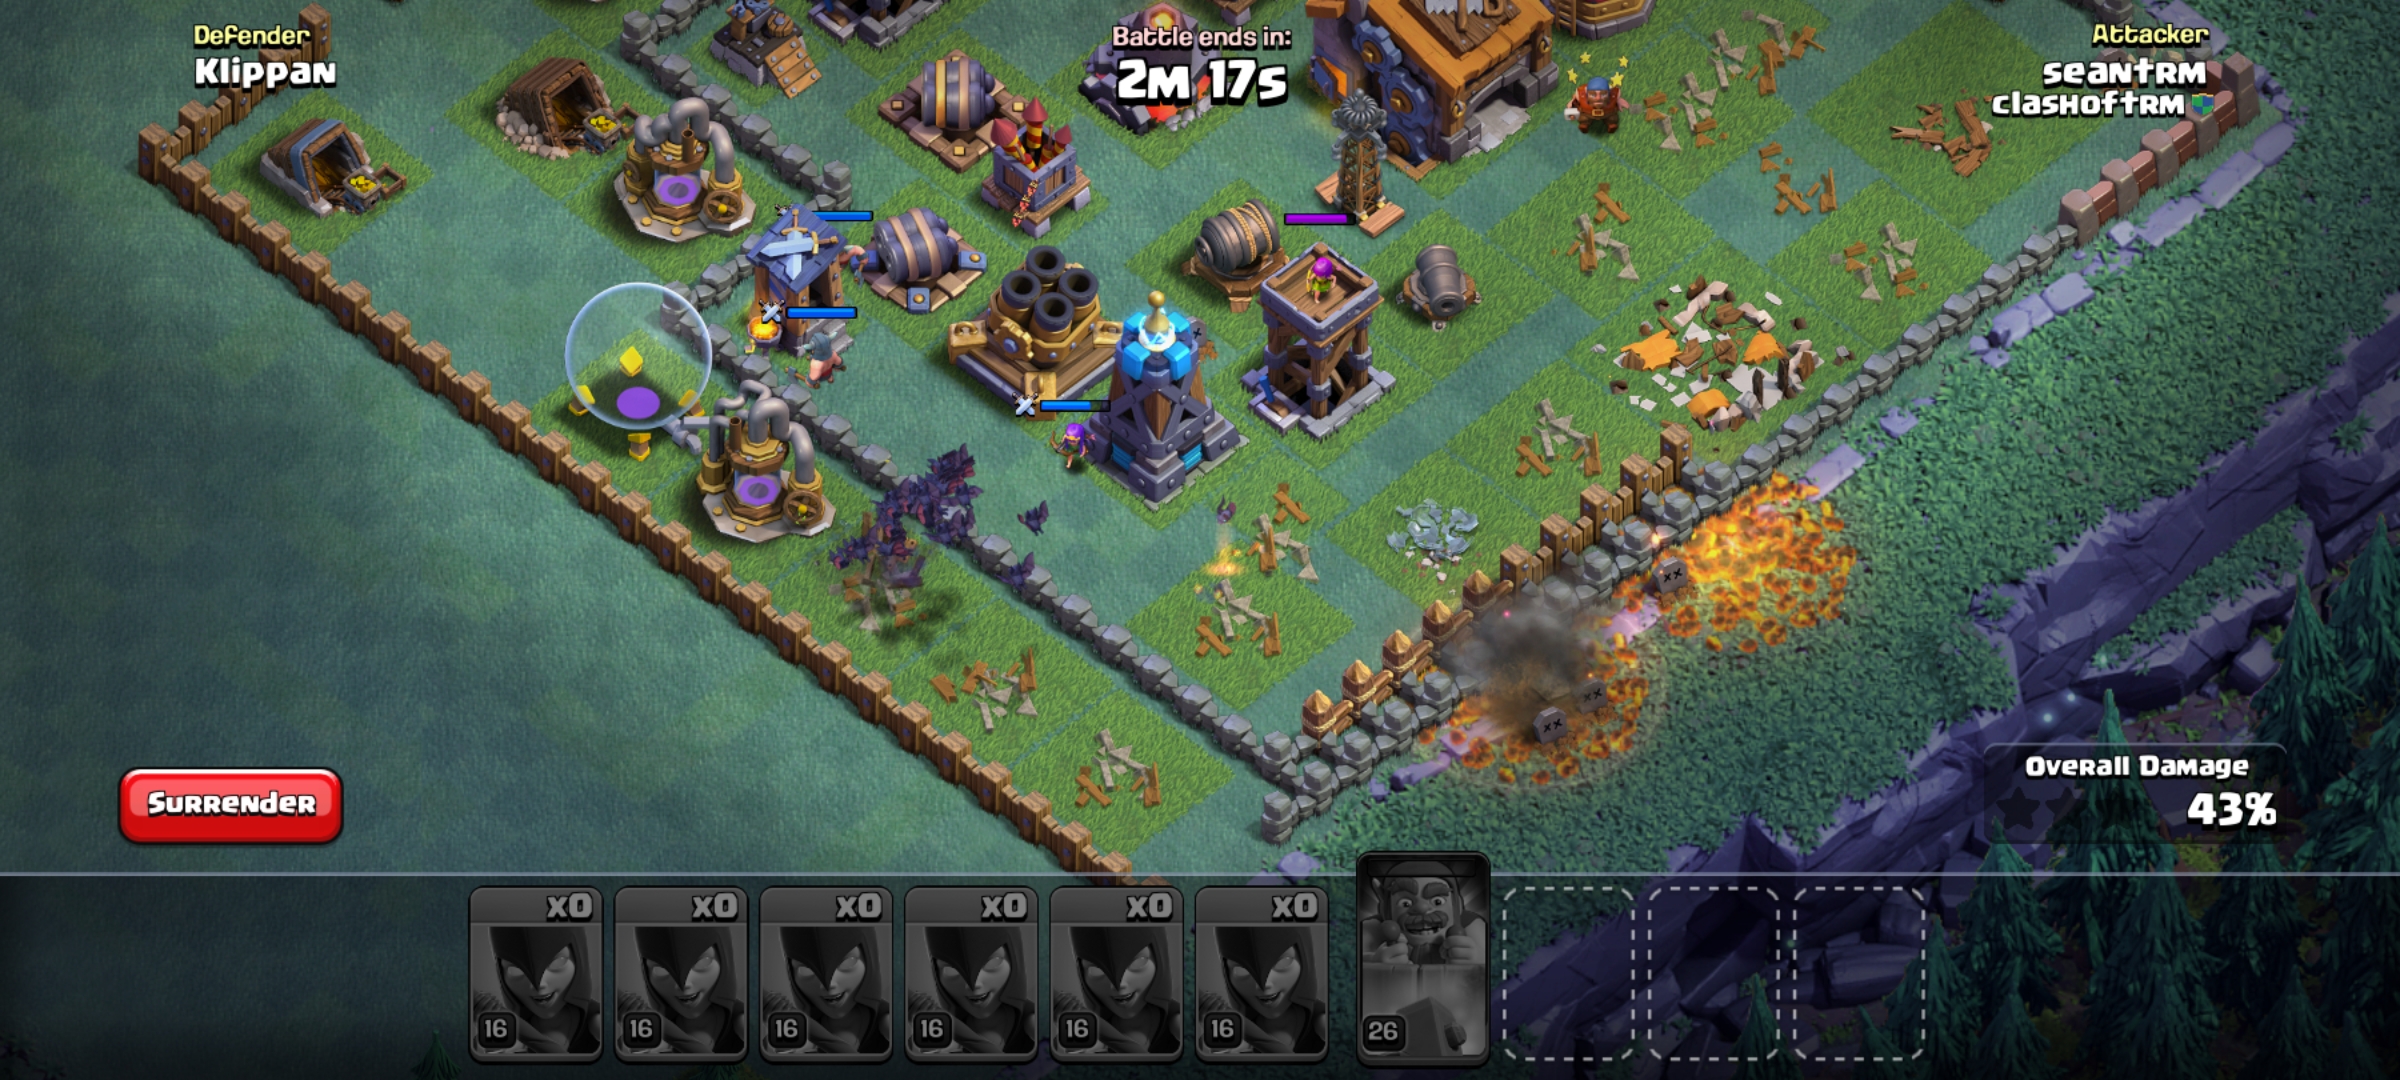 Defender
Klippan
Battle ends in:
2M 17s
Attacker
seantRM
clashoftRM
Surrender
Overall Damage
43%
x0
x0
x0
x0
x0
x0
16
16
16
16
16
16
26